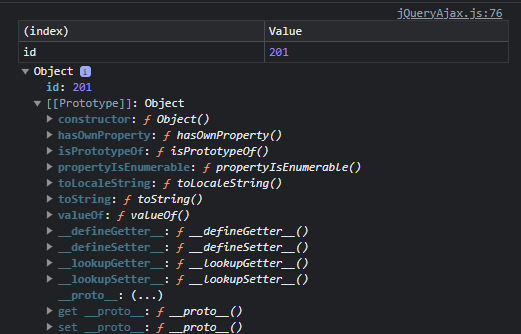 jQueryAjax.js:76
(index) Value
id 201
Object i
id: 201
[[Prototype]]: Object
constructor: ƒ Object()
hasOwnProperty: ƒ hasOwnProperty()
isPrototypeOf: ƒ isPrototypeOf()
propertyIsEnumerable: ƒ propertyIsEnumerable()
toLocaleString: ƒ toLocaleString()
toString: ƒ toString()
valueOf: ƒ valueOf()
__defineGetter__: ƒ __defineGetter__()
__defineSetter__: ƒ __defineSetter__()
__lookupGetter__: ƒ __lookupGetter__()
__lookupSetter__: ƒ __lookupSetter__()
__proto__: (...)
get __proto__: ƒ __proto__()
set __proto__: ƒ __proto__()